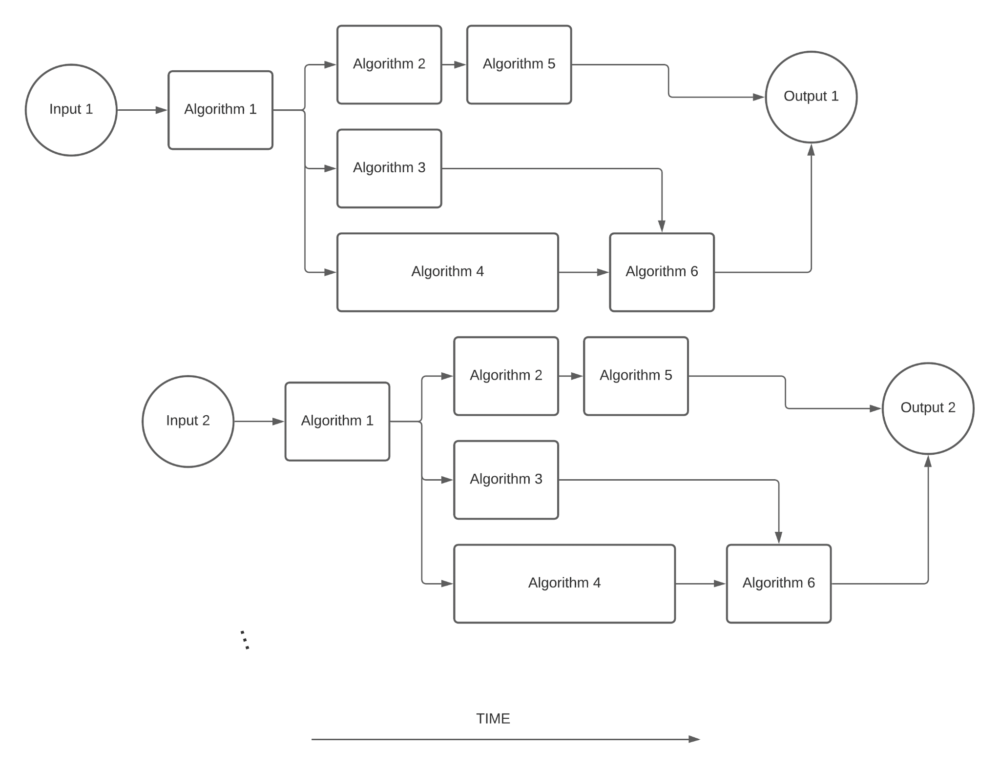 Algorithm 2
Algorithm 5
Output 1
Input 1
Algorithm 1
Algorithm 3
Algorithm 4
Algorithm 6
Algorithm 2
Algorithm 5
Output 2
Input 2
Algorithm 1
Algorithm 3
Algorithm 4
Algorithm 6
...
TIME